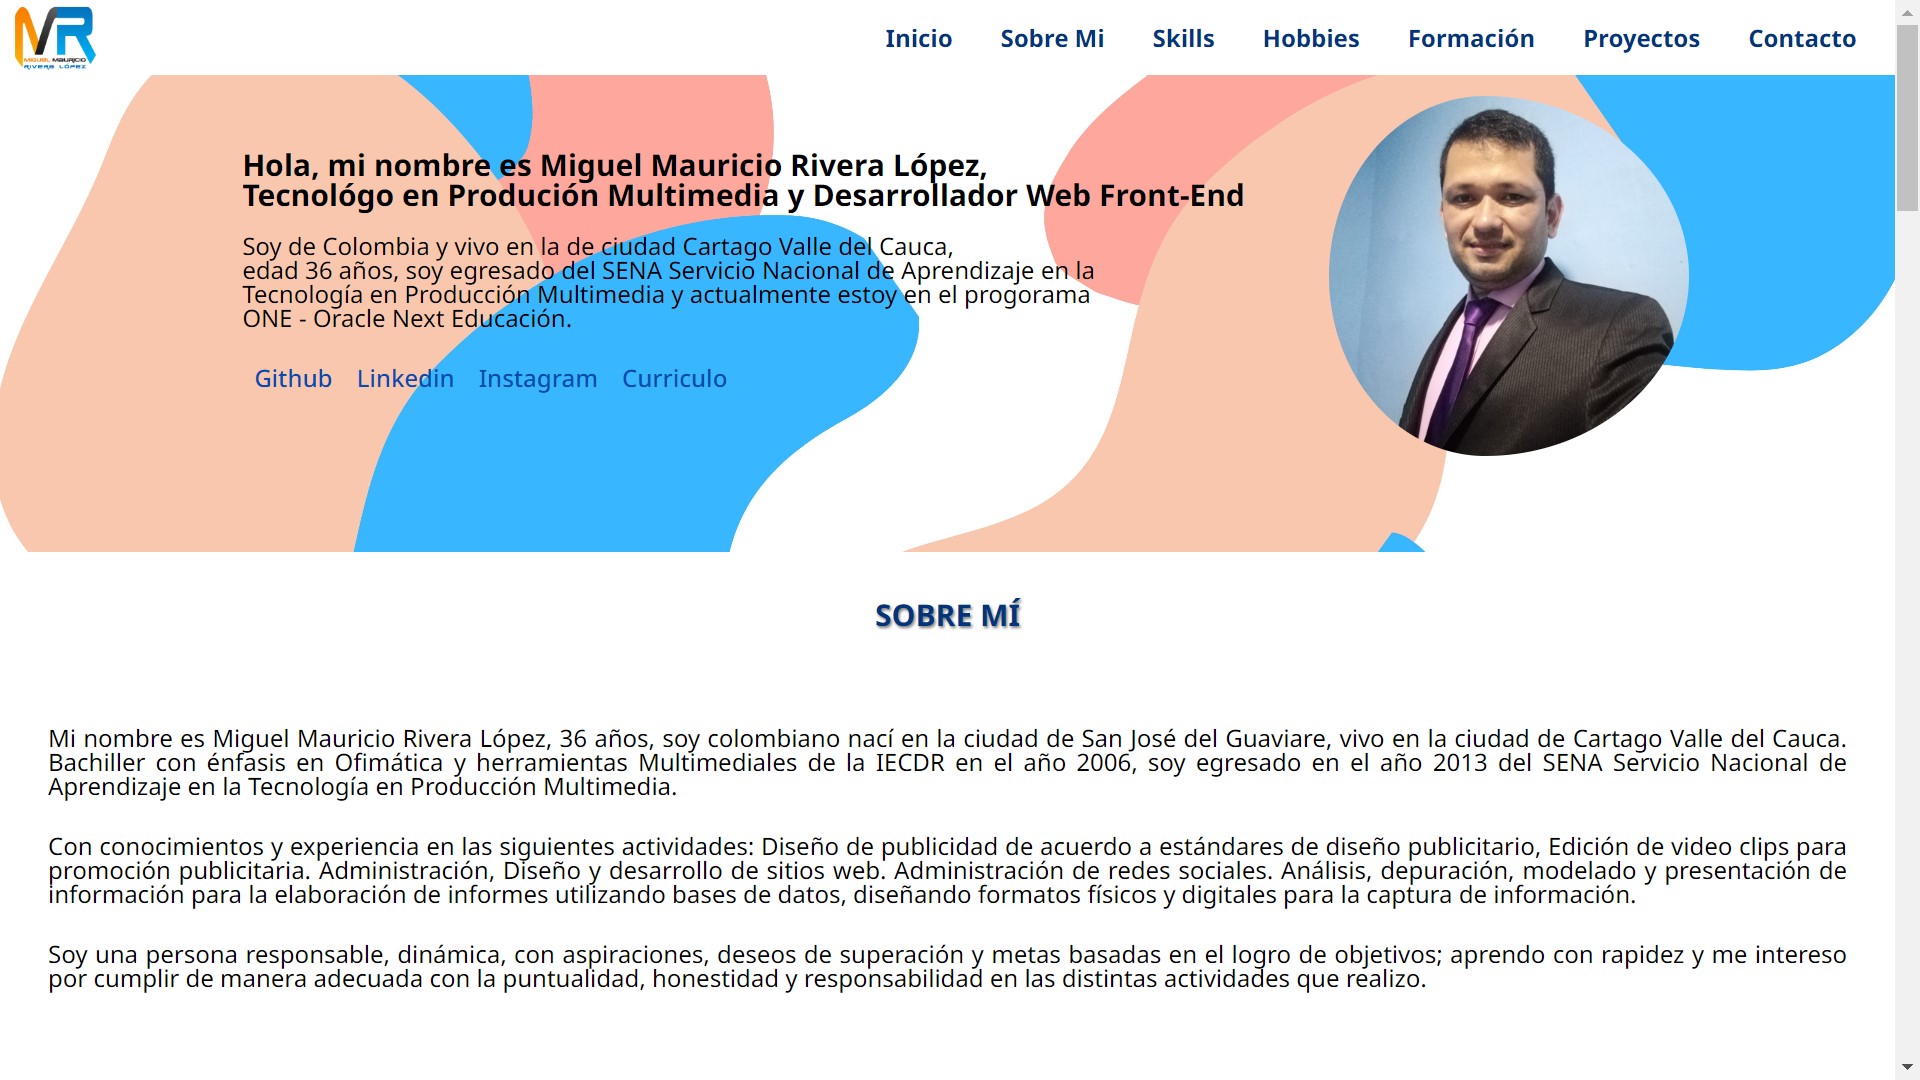 MR
MIGUEL MAURICIO
RIVERA LÓPEZ
Inicio Sobre Mi Skills Hobbies Formación Proyectos Contacto
Hola, mi nombre es Miguel Mauricio Rivera López,
Tecnológo en Produción Multimedia y Desarrollador Web Front-End
Soy de Colombia y vivo en la de ciudad Cartago Valle del Cauca,
edad 36 años, soy egresado del SENA Servicio Nacional de Aprendizaje en la
Tecnología en Producción Multimedia y actualmente estoy en el progorama
ONE - Oracle Next Educación.
Github Linkedin Instagram Curriculo
SOBRE MÍ
Mi nombre es Miguel Mauricio Rivera López, 36 años, soy colombiano nací en la ciudad de San José del Guaviare, vivo en la ciudad de Cartago Valle del Cauca.
Bachiller con énfasis en Ofimática y herramientas Multimediales de la IECDR en el año 2006, soy egresado en el año 2013 del SENA Servicio Nacional de
Aprendizaje en la Tecnología en Producción Multimedia.
Con conocimientos y experiencia en las siguientes actividades: Diseño de publicidad de acuerdo a estándares de diseño publicitario, Edición de video clips para
promoción publicitaria. Administración, Diseño y desarrollo de sitios web. Administración de redes sociales. Análisis, depuración, modelado y presentación de
información para la elaboración de informes utilizando bases de datos, diseñando formatos físicos y digitales para la captura de información.
Soy una persona responsable, dinámica, con aspiraciones, deseos de superación y metas basadas en el logro de objetivos; aprendo con rapidez y me intereso
por cumplir de manera adecuada con la puntualidad, honestidad y responsabilidad en las distintas actividades que realizo.